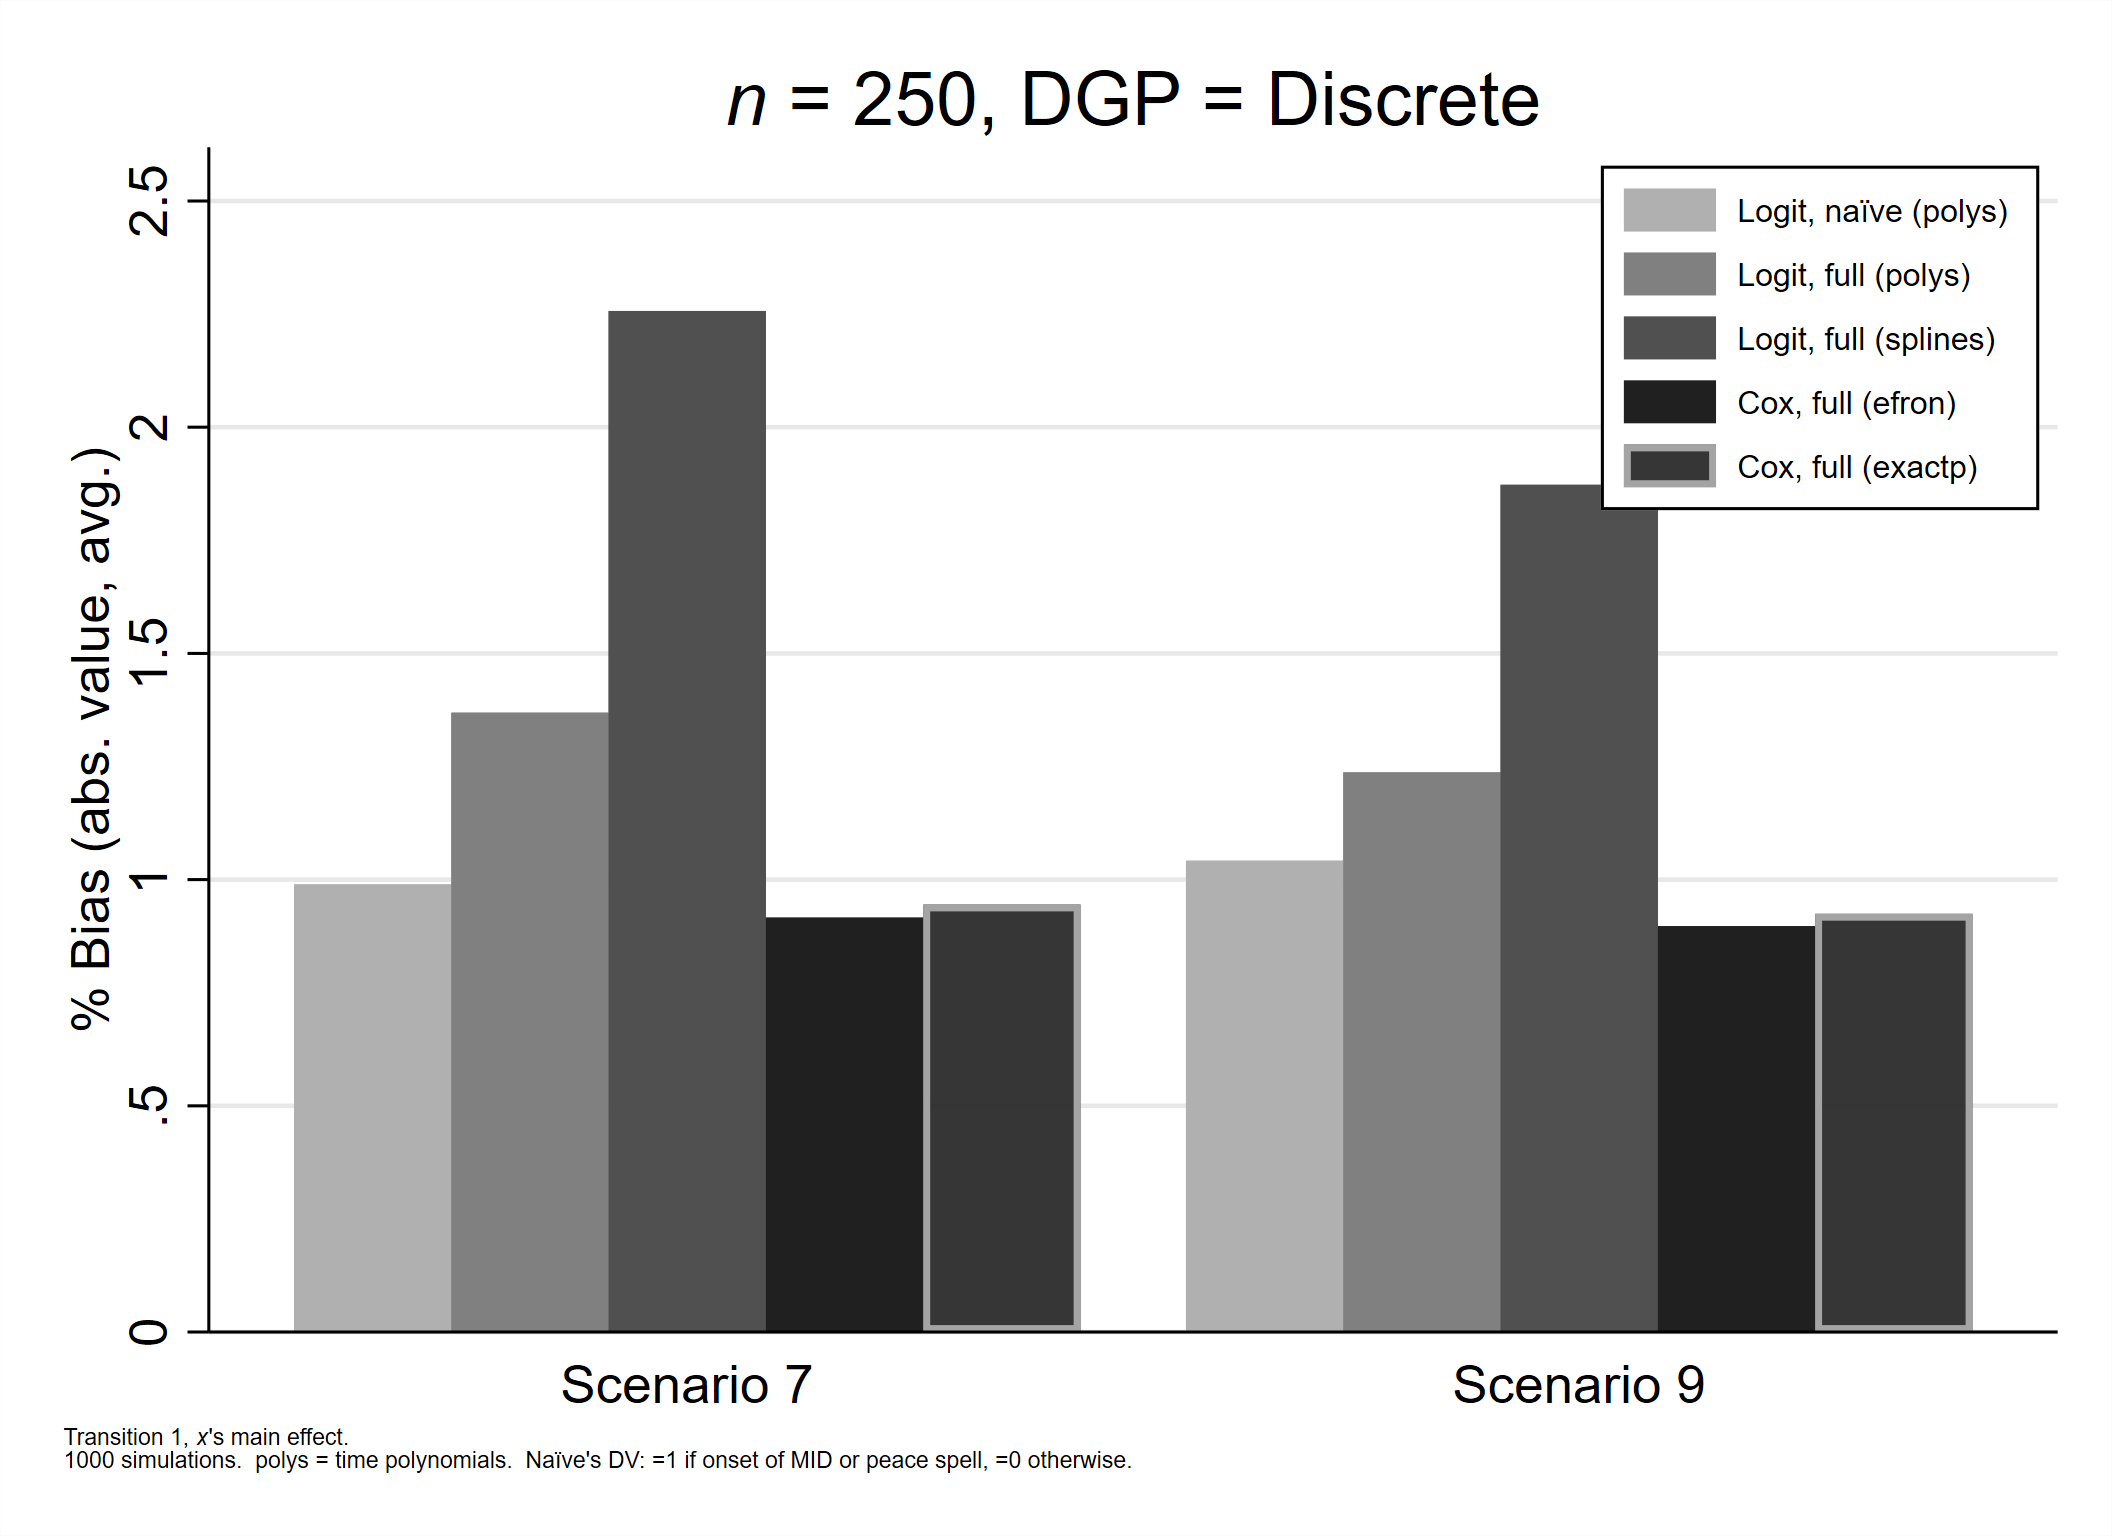 n = 250, DGP = Discrete
Logit, naïve (polys)
Logit, full (polys)
Logit, full (splines)
Cox, full (efron)
Cox, full (exactp)
% Bias (abs. value, avg.)
2.5
2
1.5
1
.5
0
Scenario 7
Scenario 9
Transition 1, x's main effect.
1000 simulations.  polys = time polynomials.  Naïve's DV: =1 if onset of MID or peace spell, =0 otherwise.